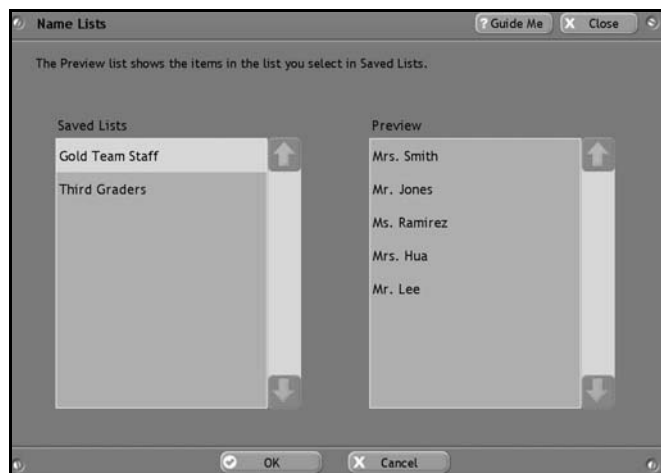 Name Lists
? Guide Me
X Close
The Preview list shows the items in the list you select in Saved Lists.
Saved Lists
Gold Team Staff
Third Graders
Preview
Mrs. Smith
Mr. Jones
Ms. Ramirez
Mrs. Hua
Mr. Lee
OK
X Cancel